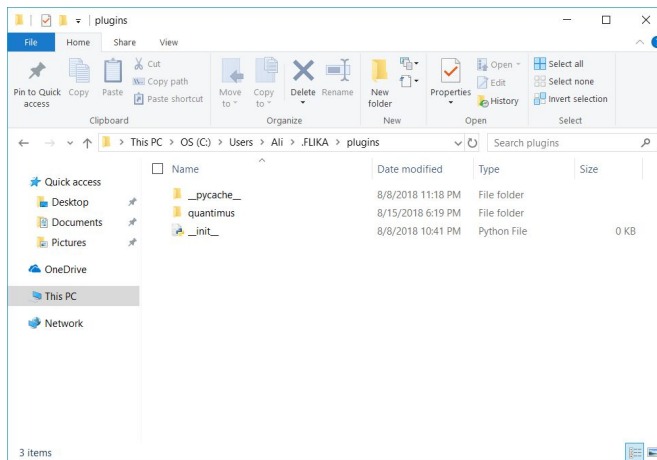 plugins
File Home Share View
Pin to Quick access
Copy
Paste
Cut
Copy path
Paste shortcut
Clipboard
Move to
Copy to
Delete
Rename
Organize
New folder
New
Properties
Open
Edit
History
Open
Select all
Select none
Invert selection
Select
This PC > OS (C:) > Users > Ali > .FLIKA > plugins
Search plugins
Quick access
Desktop
Documents
Pictures
OneDrive
This PC
Network
Name Date modified Type Size
__pycache__ 8/8/2018 11:18 PM File folder
quantimus 8/15/2018 6:19 PM File folder
__init__ 8/8/2018 10:41 PM Python File 0 KB
3 items